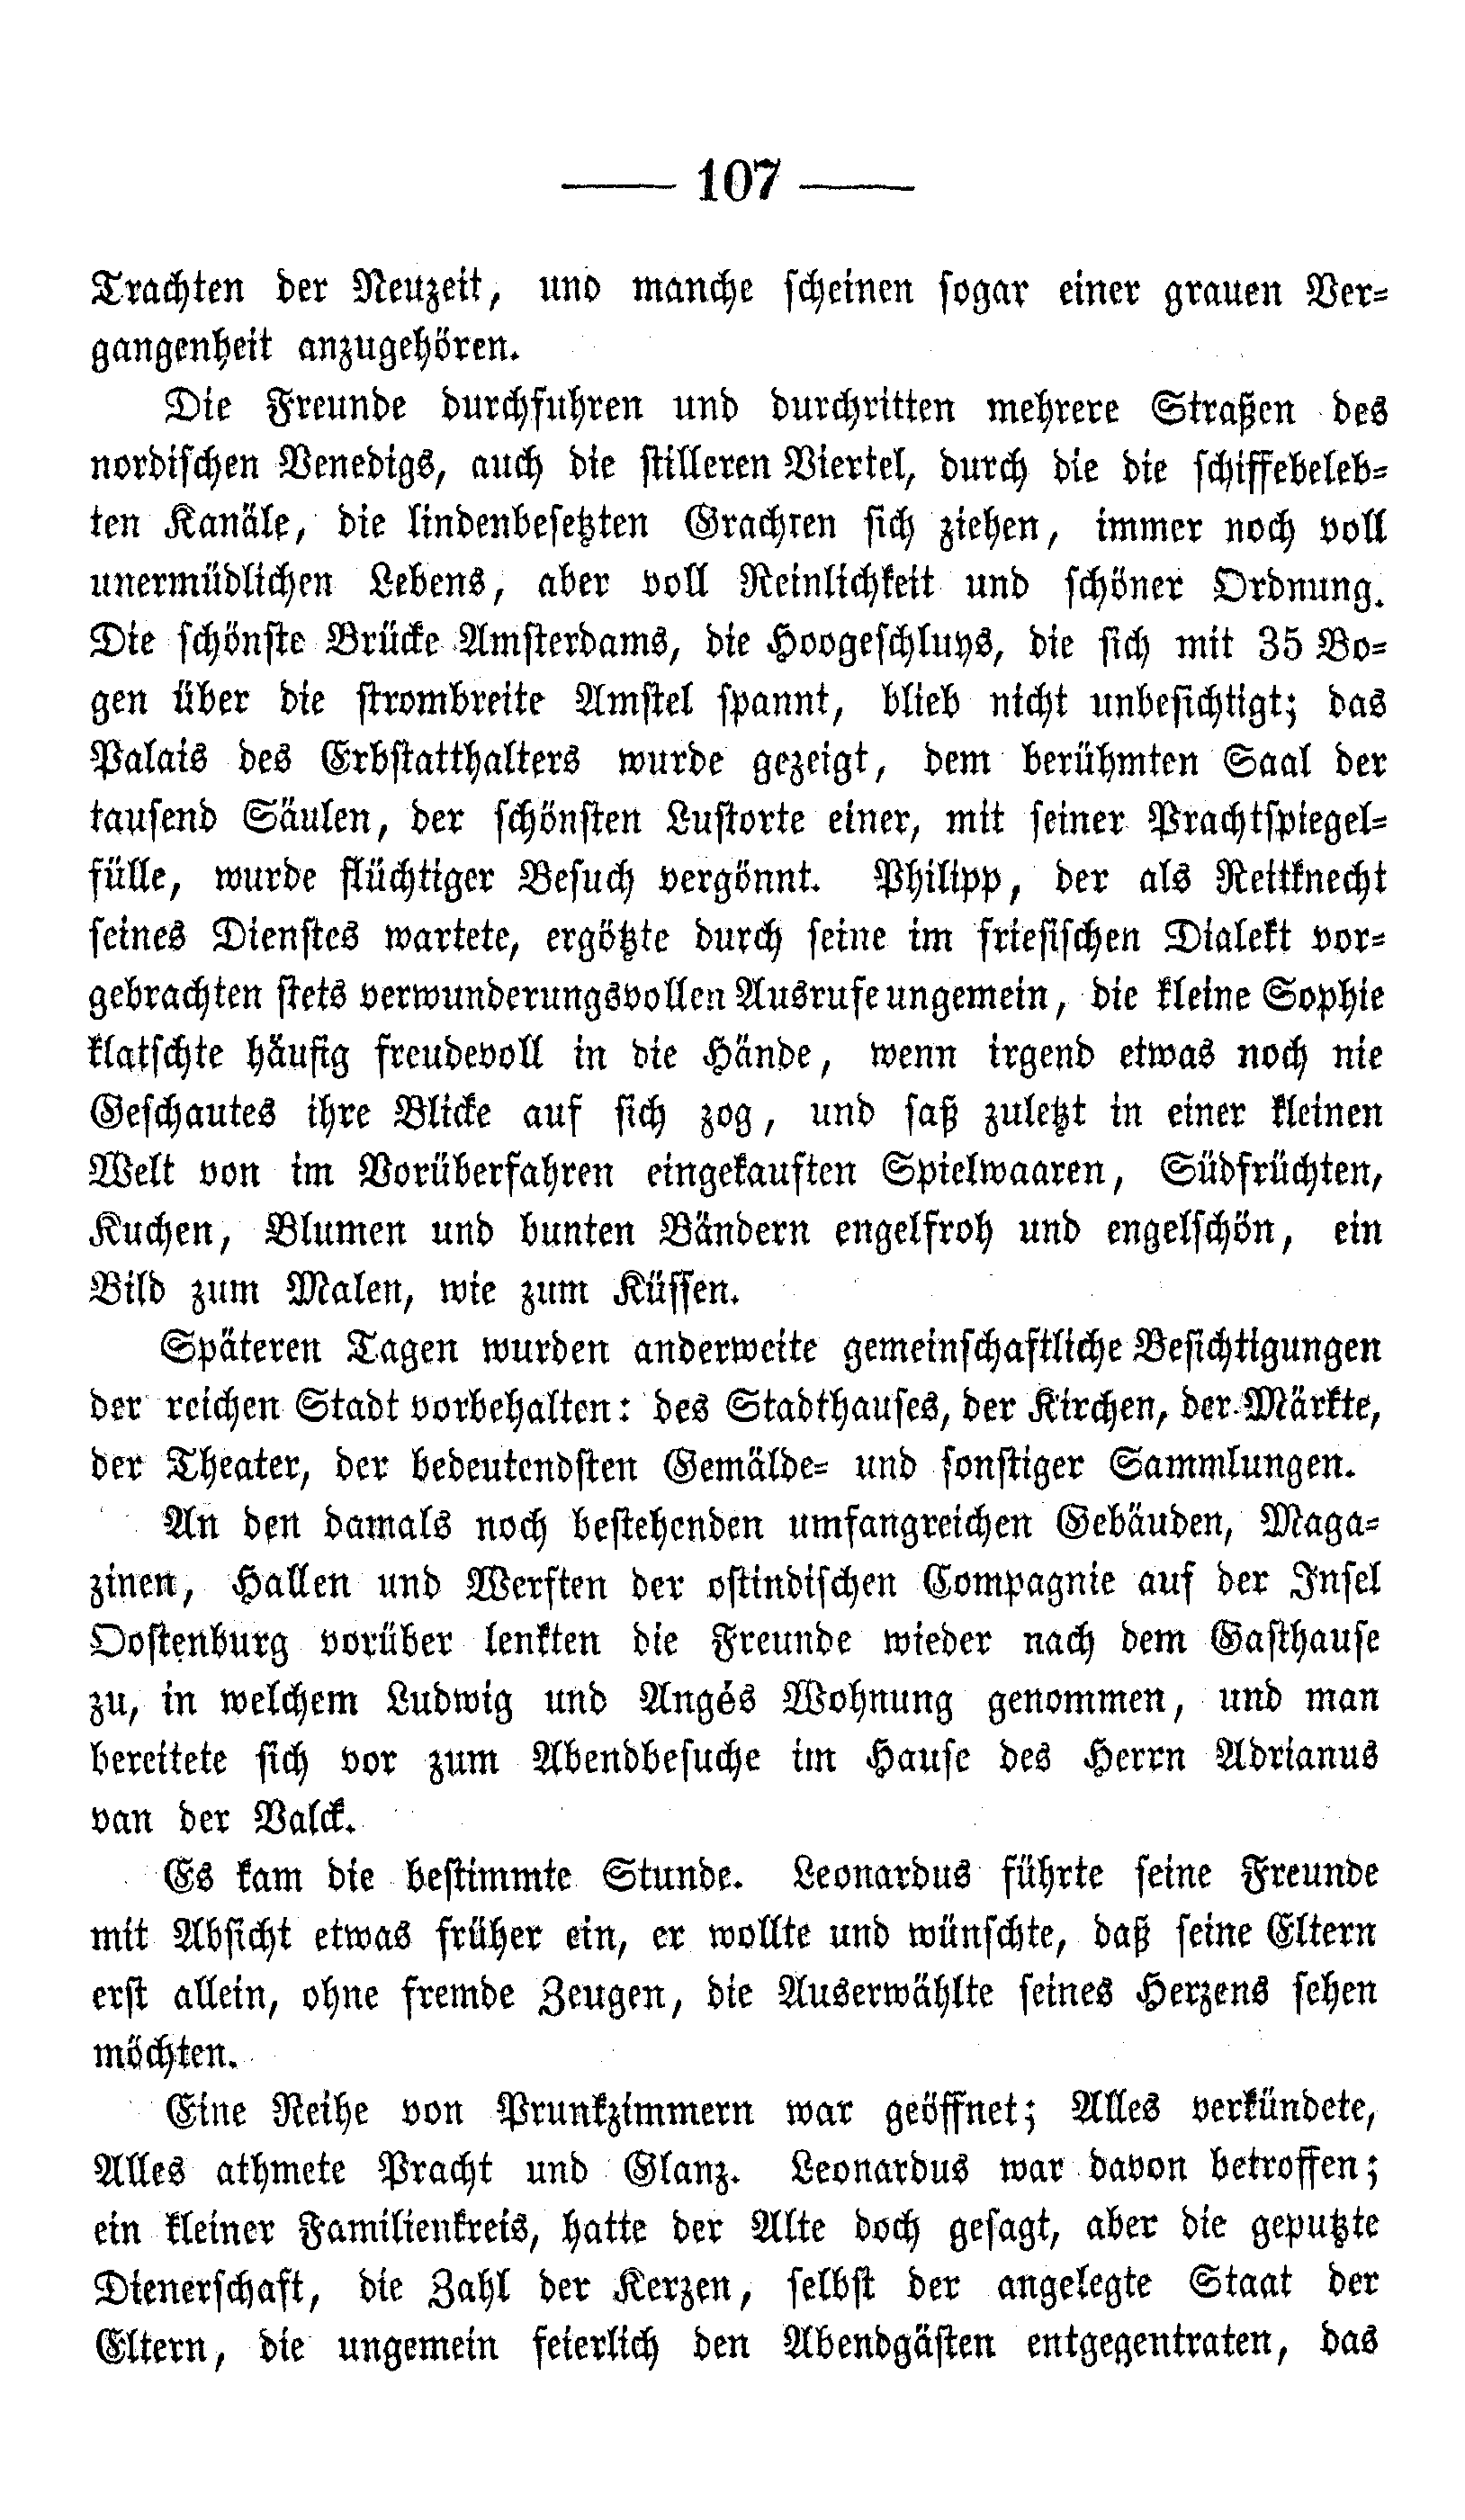 — 107 —
Trachten der Neuzeit, und manche scheinen sogar einer grauen Ver-
gangenheit anzugehören.
Die Freunde durchfuhren und durchritten mehrere Straßen des
nordischen Venedigs, auch die stilleren Viertel, durch die die schiffebeleb-
ten Kanäle, die lindenbesetzten Grachten sich ziehen, immer noch voll
unermüdlichen Lebens, aber voll Reinlichkeit und schöner Ordnung.
Die schönste Brücke Amsterdams, die Hoogeschluys, die sich mit 35 Bo-
gen über die strombreite Amstel spannt, blieb nicht unbesichtigt; das
Palais des Erbstatthalters wurde gezeigt, dem berühmten Saal der
tausend Säulen, der schönsten Lustorte einer, mit seiner Prachtspiegel-
fülle, wurde flüchtiger Besuch vergönnt. Philipp, der als Reitknecht
seines Dienstes wartete, ergötzte durch seine im friesischen Dialekt vor-
gebrachten stets verwunderungsvollen Ausrufe ungemein, die kleine Sophie
klatschte häufig freudevoll in die Hände, wenn irgend etwas noch nie
Geschautes ihre Blicke auf sich zog, und saß zuletzt in einer kleinen
Welt von im Vorüberfahren eingekauften Spielwaaren, Südfrüchten,
Kuchen, Blumen und bunten Bändern engelfroh und engelschön, ein
Bild zum Malen, wie zum Küssen.
Späteren Tagen wurden anderweite gemeinschaftliche Besichtigungen
der reichen Stadt vorbehalten: des Stadthauses, der Kirchen, der Märkte,
der Theater, der bedeutendsten Gemälde- und sonstiger Sammlungen.
An den damals noch bestehenden umfangreichen Gebäuden, Maga-
zinen, Hallen und Werften der ostindischen Compagnie auf der Insel
Oostenburg vorüber lenkten die Freunde wieder nach dem Gasthause
zu, in welchem Ludwig und Angés Wohnung genommen, und man
bereitete sich vor zum Abendbesuche im Hause des Herrn Adrianus
van der Valck.
Es kam die bestimmte Stunde. Leonardus führte seine Freunde
mit Absicht etwas früher ein, er wollte und wünschte, daß seine Eltern
erst allein, ohne fremde Zeugen, die Auserwählte seines Herzens sehen
möchten.
Eine Reihe von Prunkzimmern war geöffnet; Alles verkündete,
Alles athmete Pracht und Glanz. Leonardus war davon betroffen;
ein kleiner Familienkreis, hatte der Alte doch gesagt, aber die geputzte
Dienerschaft, die Zahl der Kerzen, selbst der angelegte Staat der
Eltern, die ungemein feierlich den Abendgästen entgegentraten, das